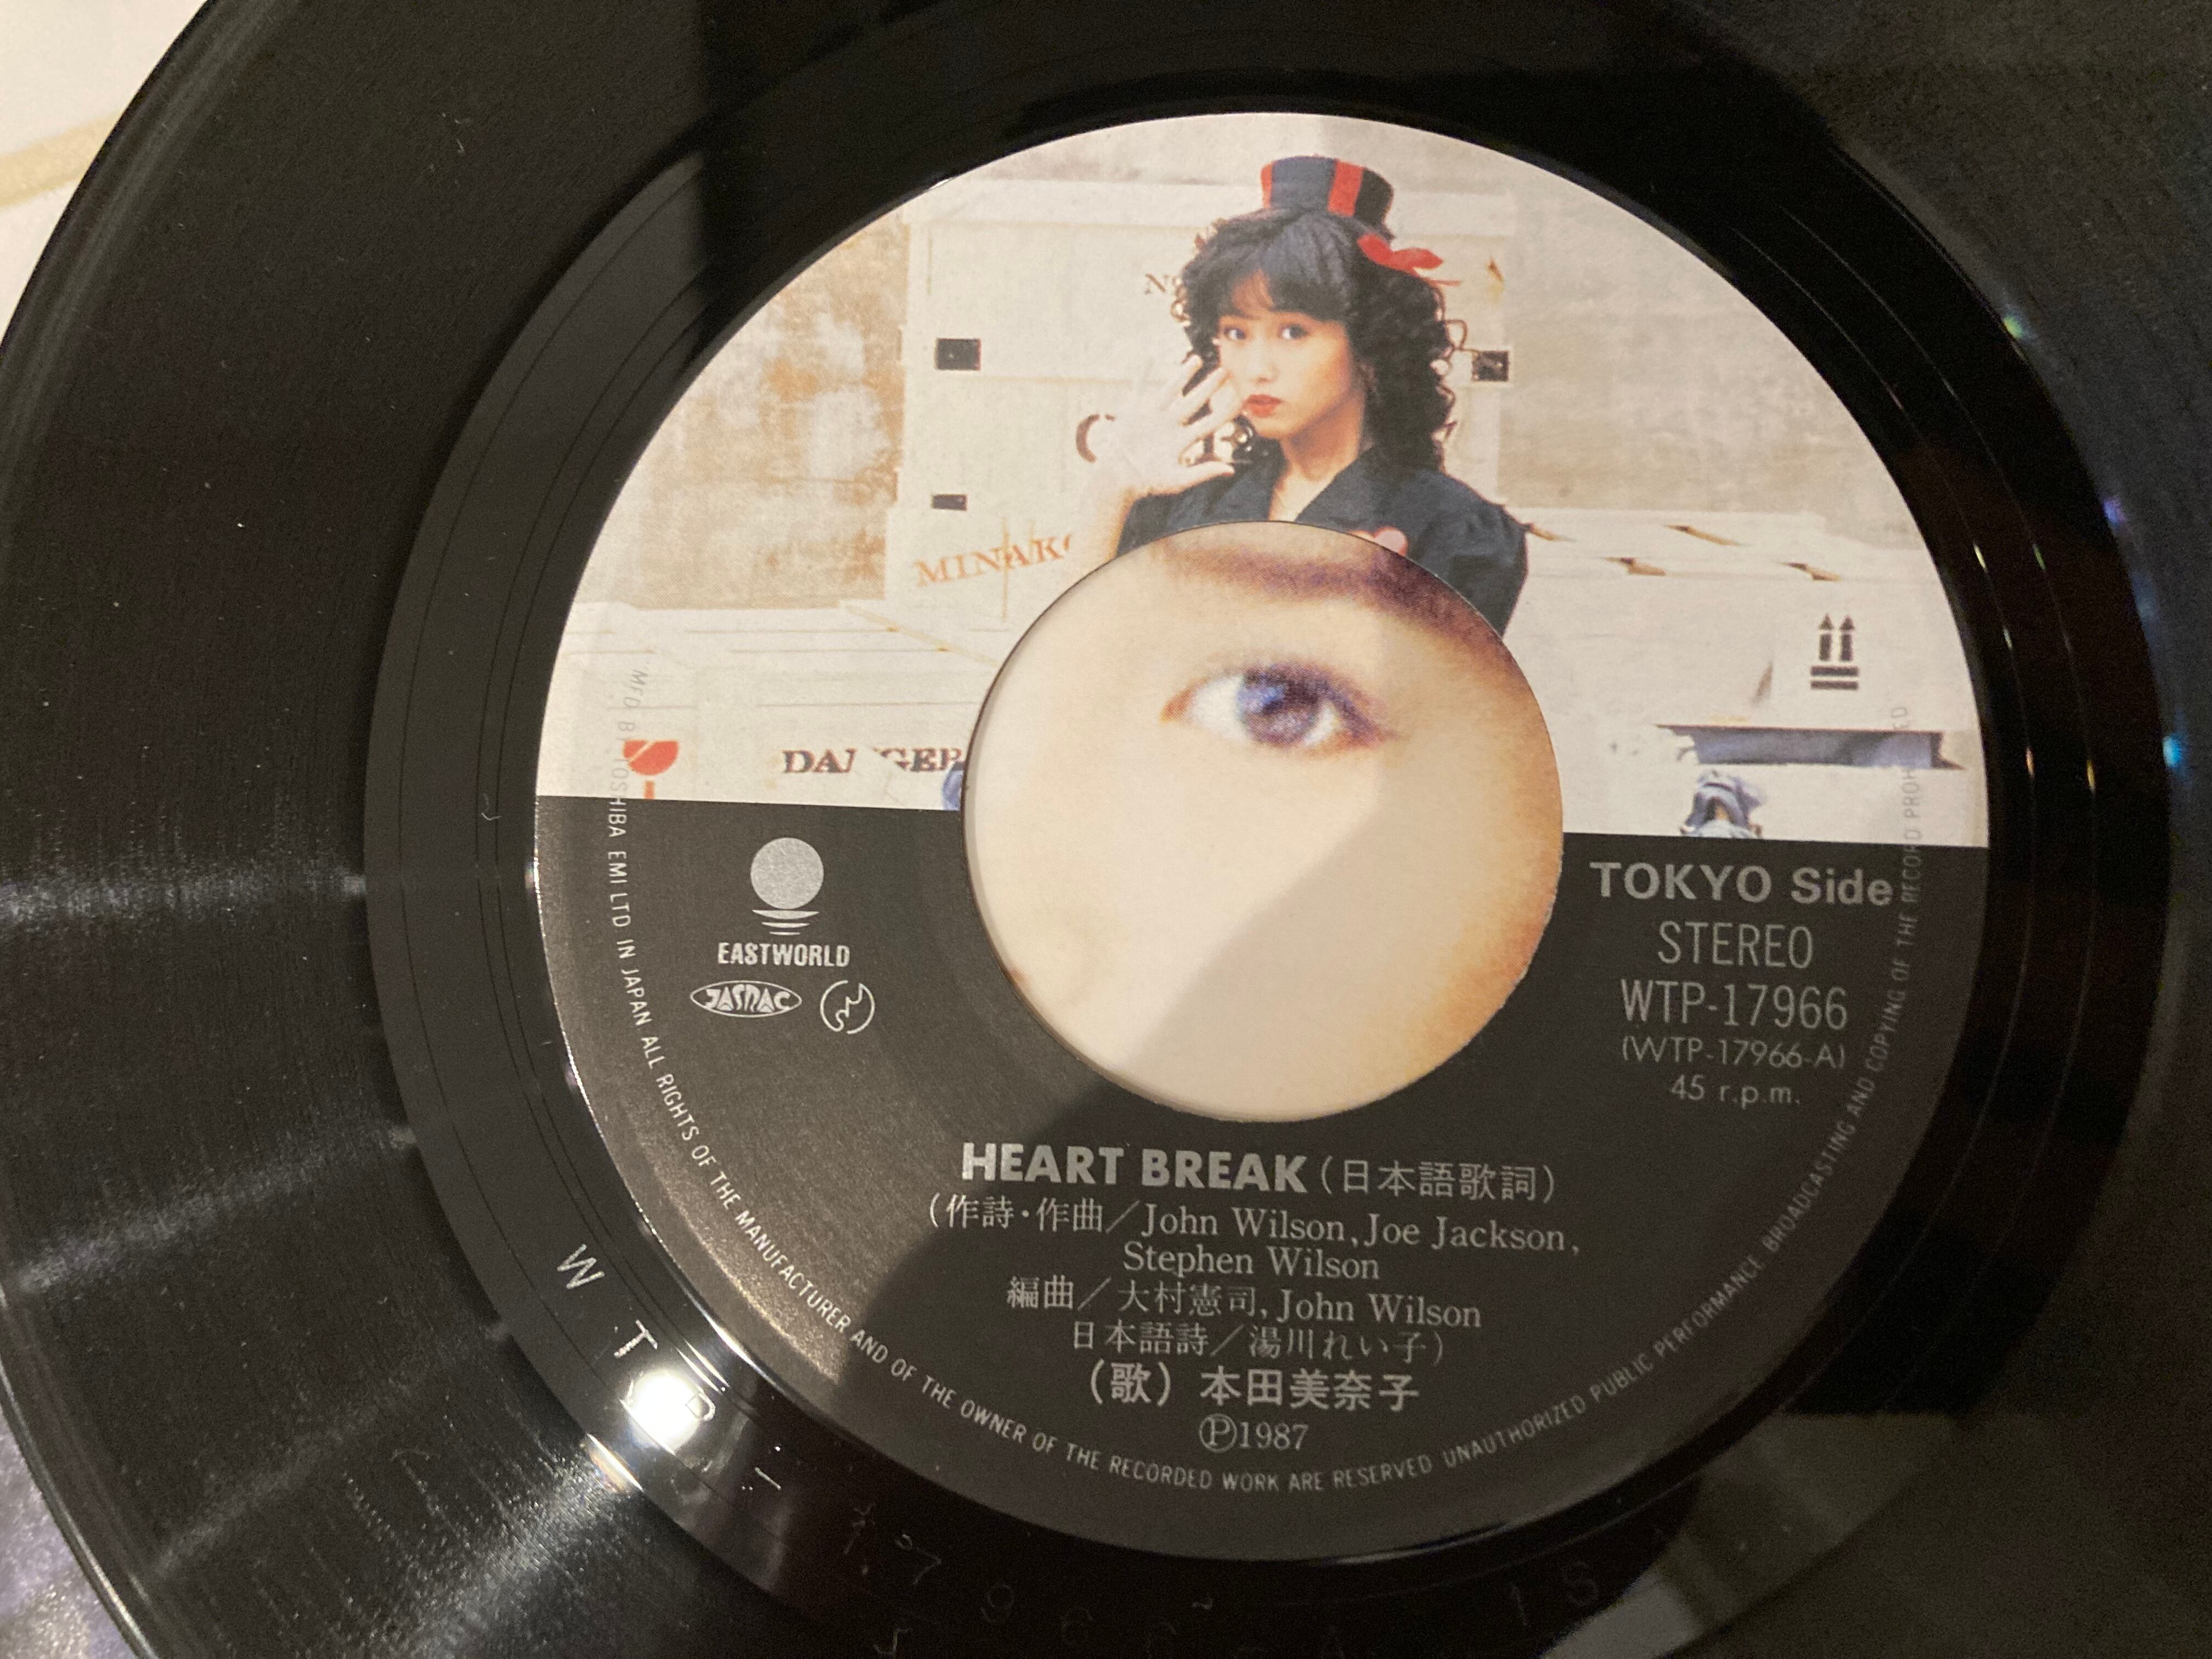 MINAK
EASTWORLD
JASRAC
TOKYO Side
STEREO
WTP-17966
(WTP-17966-A)
45 r.p.m.
HEART BREAK(日本語歌詞)
(作詩・作曲/John Wilson, Joe Jackson,
Stephen Wilson
編曲/大村憲司, John Wilson
日本語詩/湯川れい子)
(歌) 本田美奈子
Ⓟ1987
MFD BY TOSHIBA EMI LTD IN JAPAN ALL RIGHTS OF THE MANUFACTURER AND OF THE OWNER OF THE RECORDED WORK ARE RESERVED UNAUTHORIZED PUBLIC PERFORMANCE BROADCASTING AND COPYING OF THE RECORD PROHIBITED